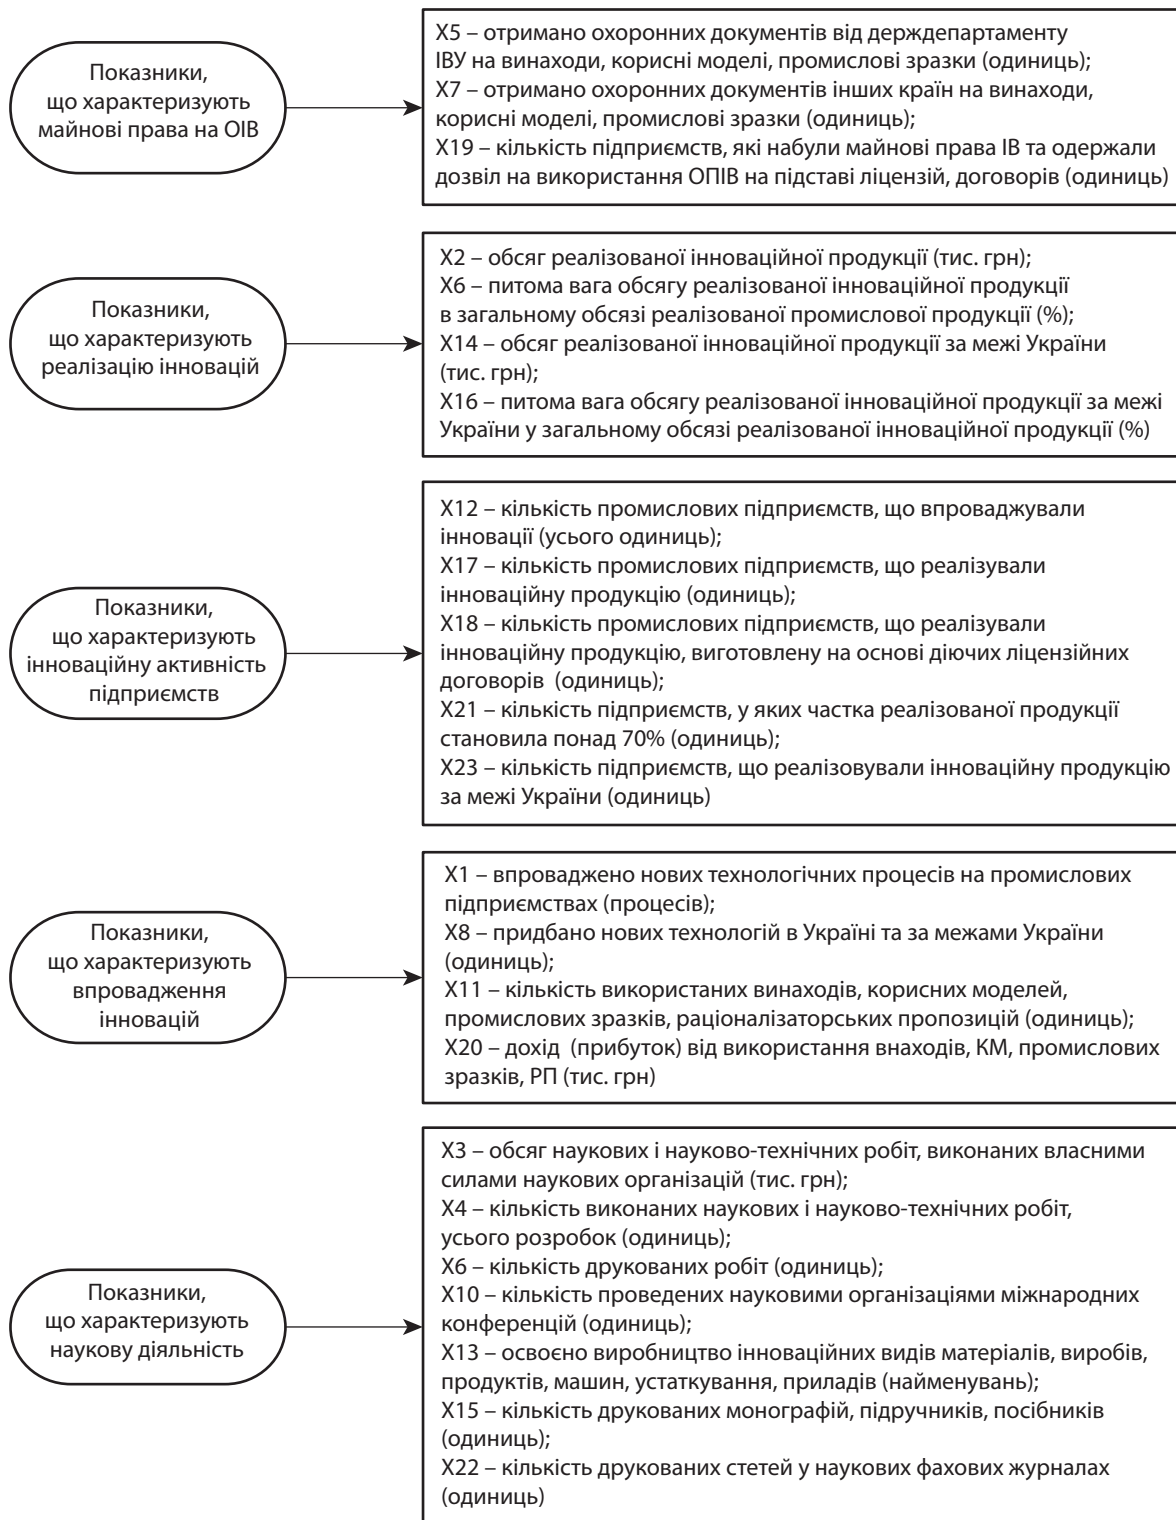 Показники,
що характеризують
майнові права на ОІВ
Х5 – отримано охоронних документів від держдепартаменту
ІВУ на винаходи, корисні моделі, промислові зразки (одиниць);
Х7 – отримано охоронних документів інших країн на винаходи,
корисні моделі, промислові зразки (одиниць);
Х19 – кількість підприємств, які набули майнові права ІВ та одержали
дозвіл на використання ОПІВ на підставі ліцензій, договорів (одиниць)
Показники,
що характеризують
реалізацію інновацій
Х2 – обсяг реалізованої інноваційної продукції (тис. грн);
Х6 – питома вага обсягу реалізованої інноваційної продукції
в загальному обсязі реалізованої промислової продукції (%);
Х14 – обсяг реалізованої інноваційної продукції за межі України
(тис. грн);
Х16 – питома вага обсягу реалізованої інноваційної продукції за межі
України у загальному обсязі реалізованої інноваційної продукції (%)
Показники,
що характеризують
інноваційну активність
підприємств
Х12 – кількість промислових підприємств, що впроваджували
інновації (усього одиниць);
Х17 – кількість промислових підприємств, що реалізували
інноваційну продукцію (одиниць);
Х18 – кількість промислових підприємств, що реалізували
інноваційну продукцію, виготовлену на основі діючих ліцензійних
договорів (одиниць);
Х21 – кількість підприємств, у яких частка реалізованої продукції
становила понад 70% (одиниць);
Х23 – кількість підприємств, що реалізовували інноваційну продукцію
за межі України (одиниць)
Показники,
що характеризують
впровадження
інновацій
Х1 – впроваджено нових технологічних процесів на промислових
підприємствах (процесів);
Х8 – придбано нових технологій в Україні та за межами України
(одиниць);
Х11 – кількість використаних винаходів, корисних моделей,
промислових зразків, раціоналізаторських пропозицій (одиниць);
Х20 – дохід (прибуток) від використання внаходів, КМ, промислових
зразків, РП (тис. грн)
Показники,
що характеризують
наукову діяльність
Х3 – обсяг наукових і науково-технічних робіт, виконаних власними
силами наукових організацій (тис. грн);
Х4 – кількість виконаних наукових і науково-технічних робіт,
усього розробок (одиниць);
Х6 – кількість друкованих робіт (одиниць);
Х10 – кількість проведених науковими організаціями міжнародних
конференцій (одиниць);
Х13 – освоєно виробництво інноваційних видів матеріалів, виробів,
продуктів, машин, устаткування, приладів (найменувань);
Х15 – кількість друкованих монографій, підручників, посібників
(одиниць);
Х22 – кількість друкованих стетей у наукових фахових журналах
(одиниць)